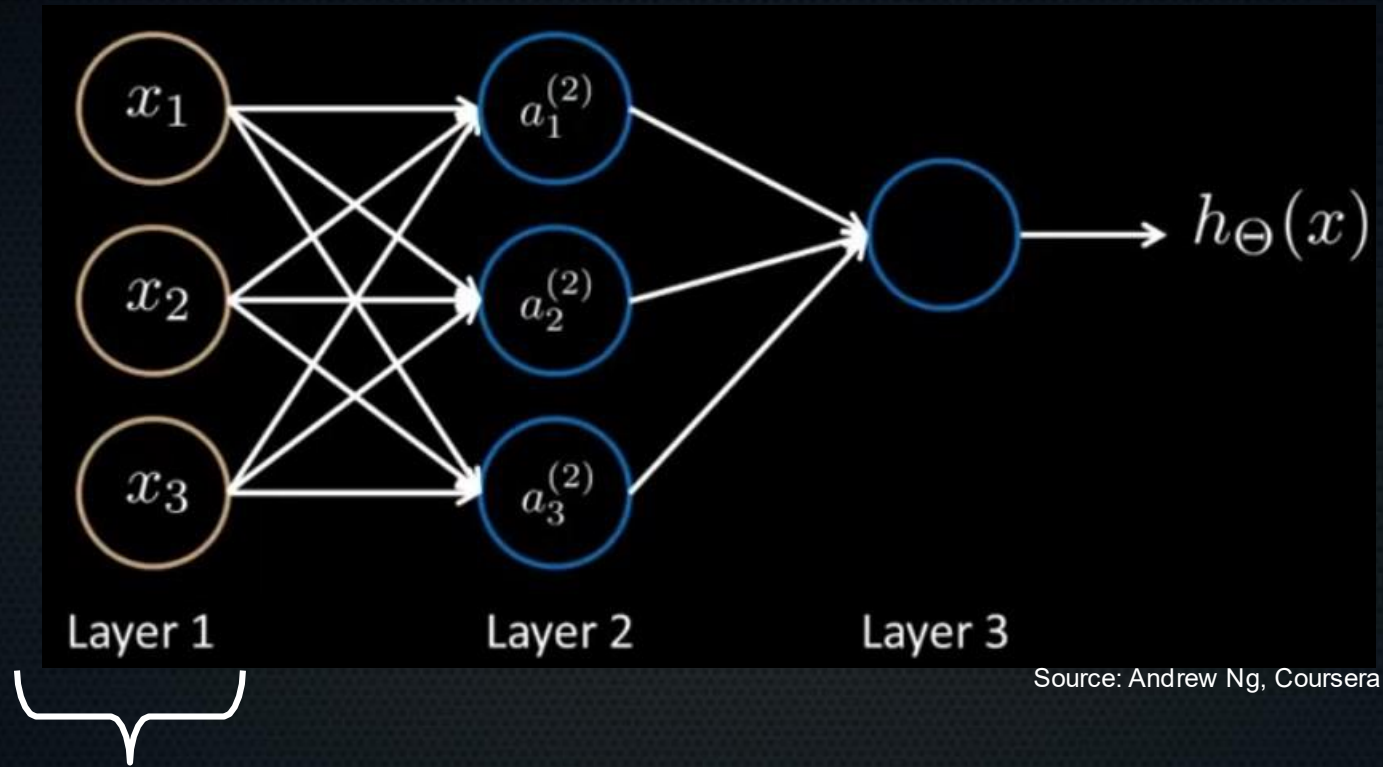 x₁
a₁⁽²⁾
x₂
a₂⁽²⁾
h_Θ(x)
x₃
a₃⁽²⁾
Layer 1 Layer 2 Layer 3
Source: Andrew Ng, Coursera